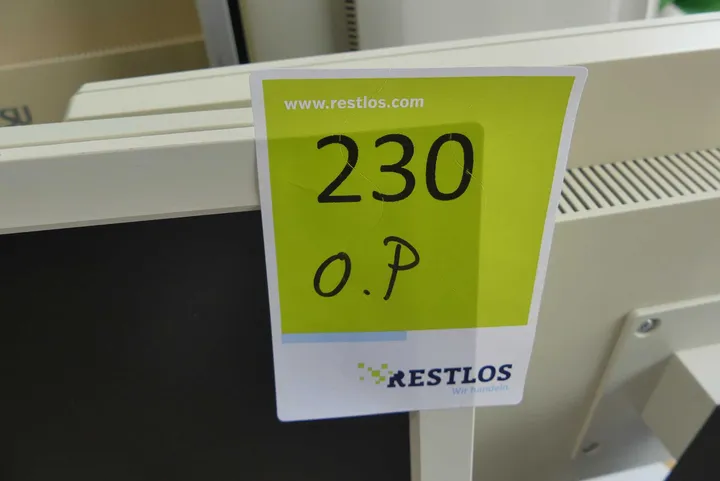 www.restlos.com
230
O.P
RESTLOS
Wir handeln.